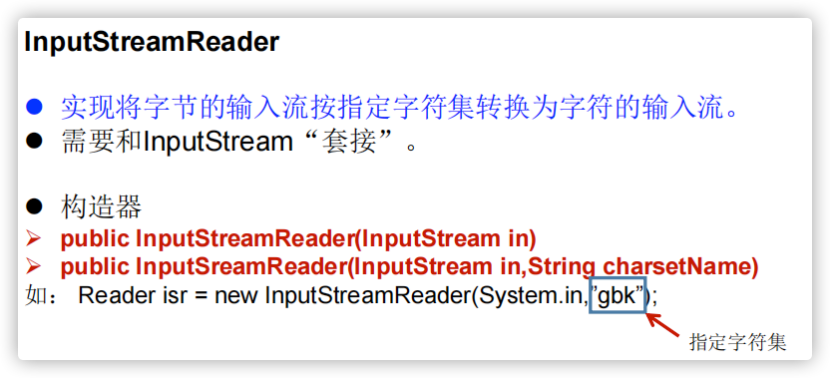 InputStreamReader
● 实现将字节的输入流按指定字符集转换为字符的输入流。
● 需要和InputStream“套接”。
● 构造器
➢ public InputStreamReader(InputStream in)
➢ public InputSreamReader(InputStream in,String charsetName)
如： Reader isr = new InputStreamReader(System.in,”gbk”);
指定字符集